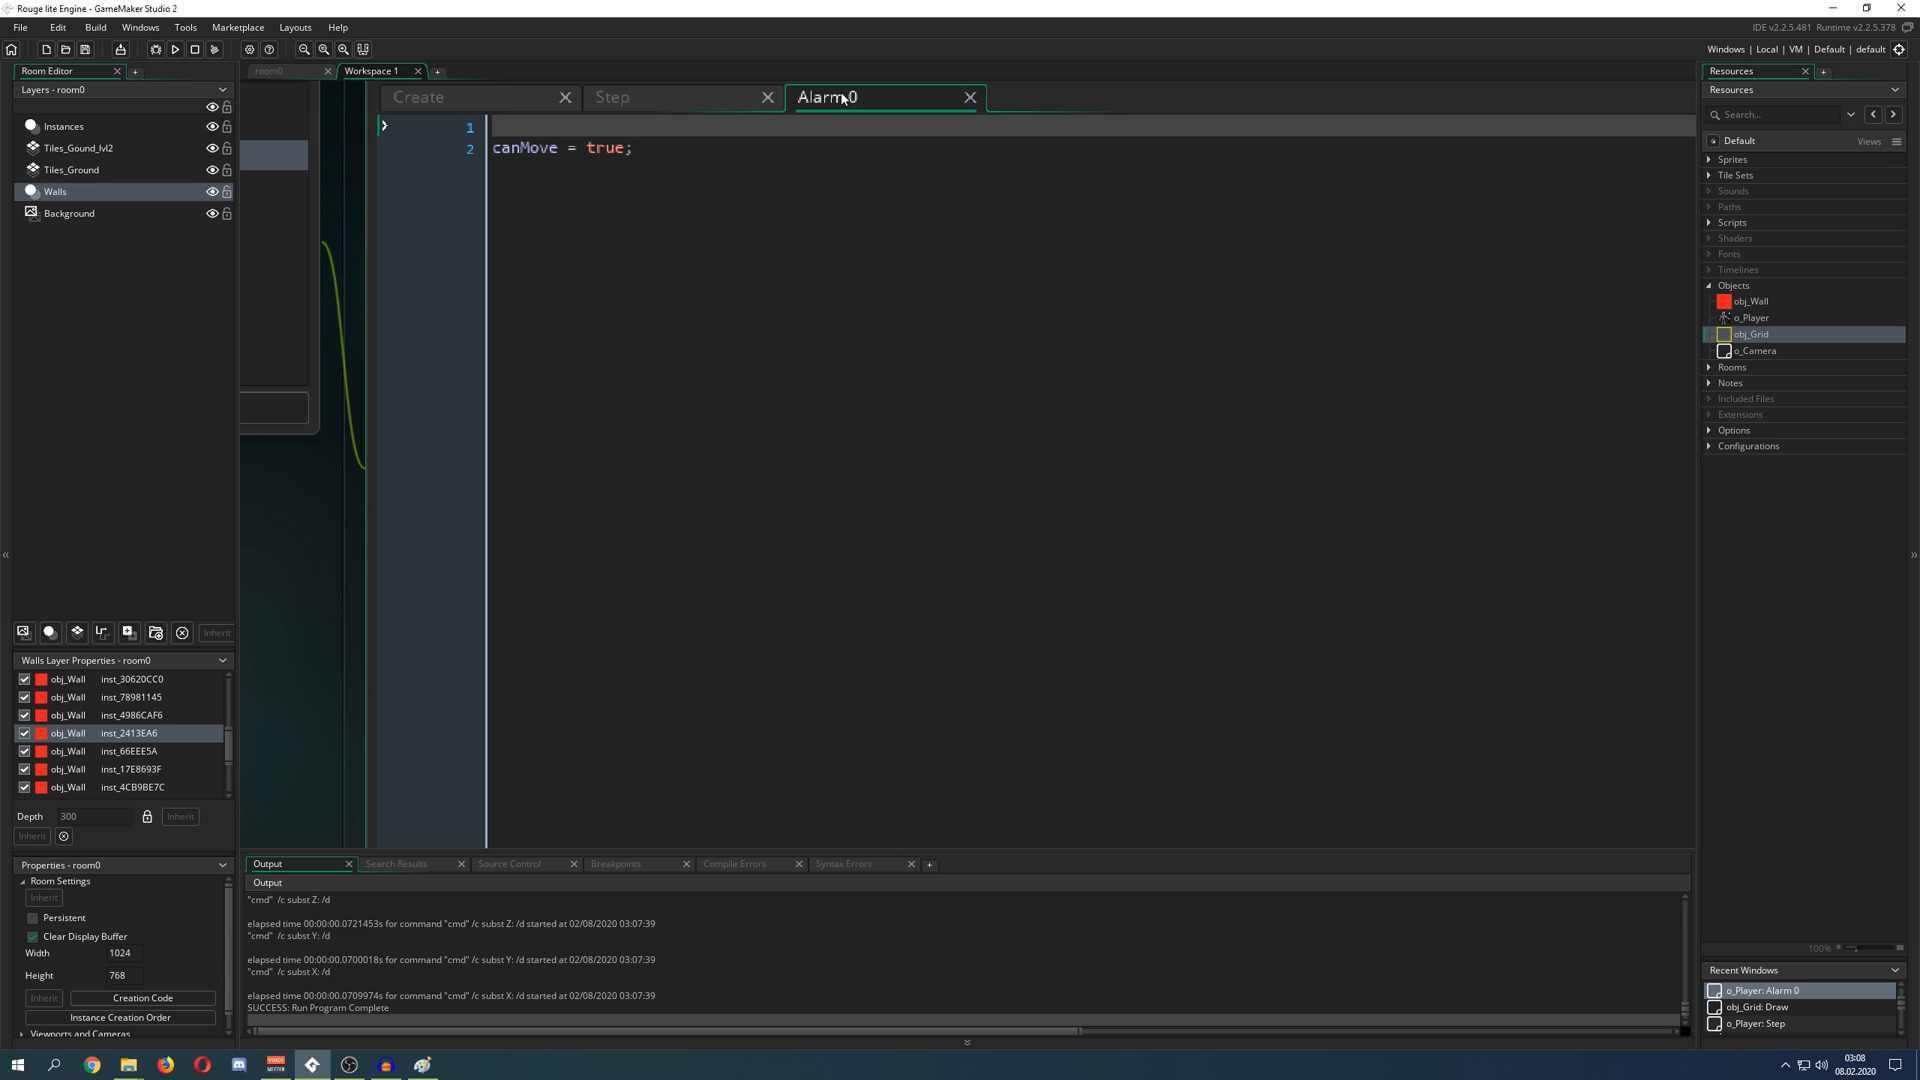 Rouge lite Engine - GameMaker Studio 2
File Edit Build Windows Tools Marketplace Layouts Help
IDE v2.2.5.481 Runtime v2.2.5.378
Windows | Local | VM | Default | default
Room Editor
room0
Workspace 1
Resources
Layers - room0
Resources
Create
Step
Alarm 0
Search...
Instances
1
Tiles_Gound_lvl2
2 canMove = true;
Default
Views
Tiles_Ground
Sprites
Walls
Tile Sets
Background
Sounds
Paths
Scripts
Shaders
Fonts
Timelines
Objects
obj_Wall
o_Player
obj_Grid
o_Camera
Rooms
Notes
Included Files
Extensions
Options
Configurations
Inherit
Walls Layer Properties - room0
obj_Wall inst_30620CC0
obj_Wall inst_78981145
obj_Wall inst_4986CAF6
obj_Wall inst_2413EA6
obj_Wall inst_66EEE5A
obj_Wall inst_17E8693F
obj_Wall inst_4CB9BE7C
Depth 300 Inherit
Inherit
Properties - room0
Room Settings
Inherit
Persistent
Clear Display Buffer
Width 1024
Height 768
Inherit Creation Code
Instance Creation Order
Viewports and Cameras
Output Search Results Source Control Breakpoints Compile Errors Syntax Errors
Output
"cmd" /c subst Z: /d
elapsed time 00:00:00.0721453s for command "cmd" /c subst Z: /d started at 02/08/2020 03:07:39
"cmd" /c subst Y: /d
elapsed time 00:00:00.0700018s for command "cmd" /c subst Y: /d started at 02/08/2020 03:07:39
"cmd" /c subst X: /d
elapsed time 00:00:00.0709974s for command "cmd" /c subst X: /d started at 02/08/2020 03:07:39
SUCCESS: Run Program Complete
100%
Recent Windows
o_Player: Alarm 0
obj_Grid: Draw
o_Player: Step
03:08
08.02.2020